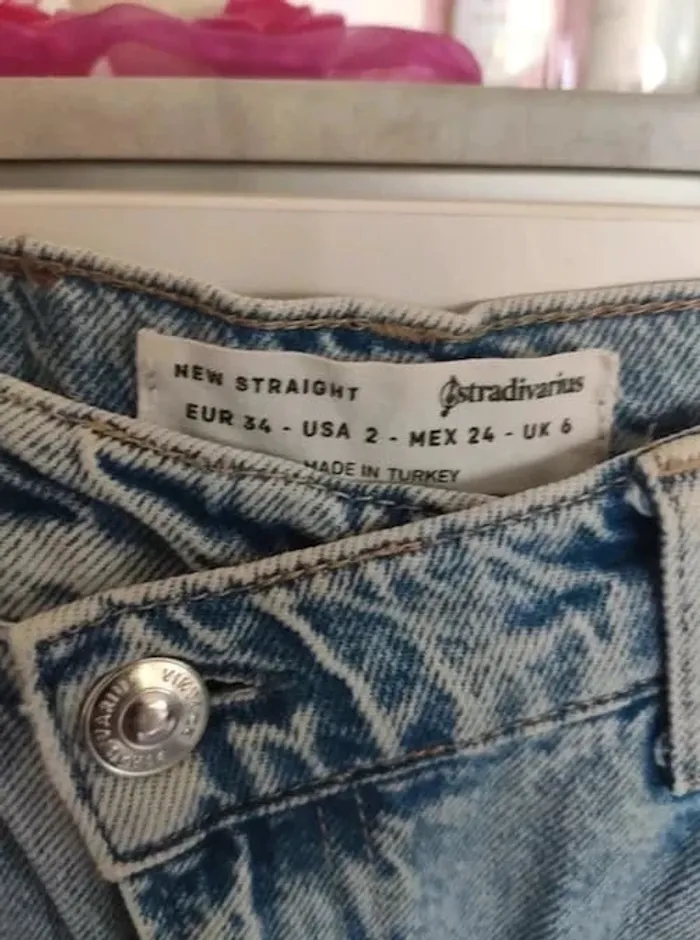 NEW STRAIGHT
stradivarius
EUR 34 - USA 2 - MEX 24 - UK 6
MADE IN TURKEY